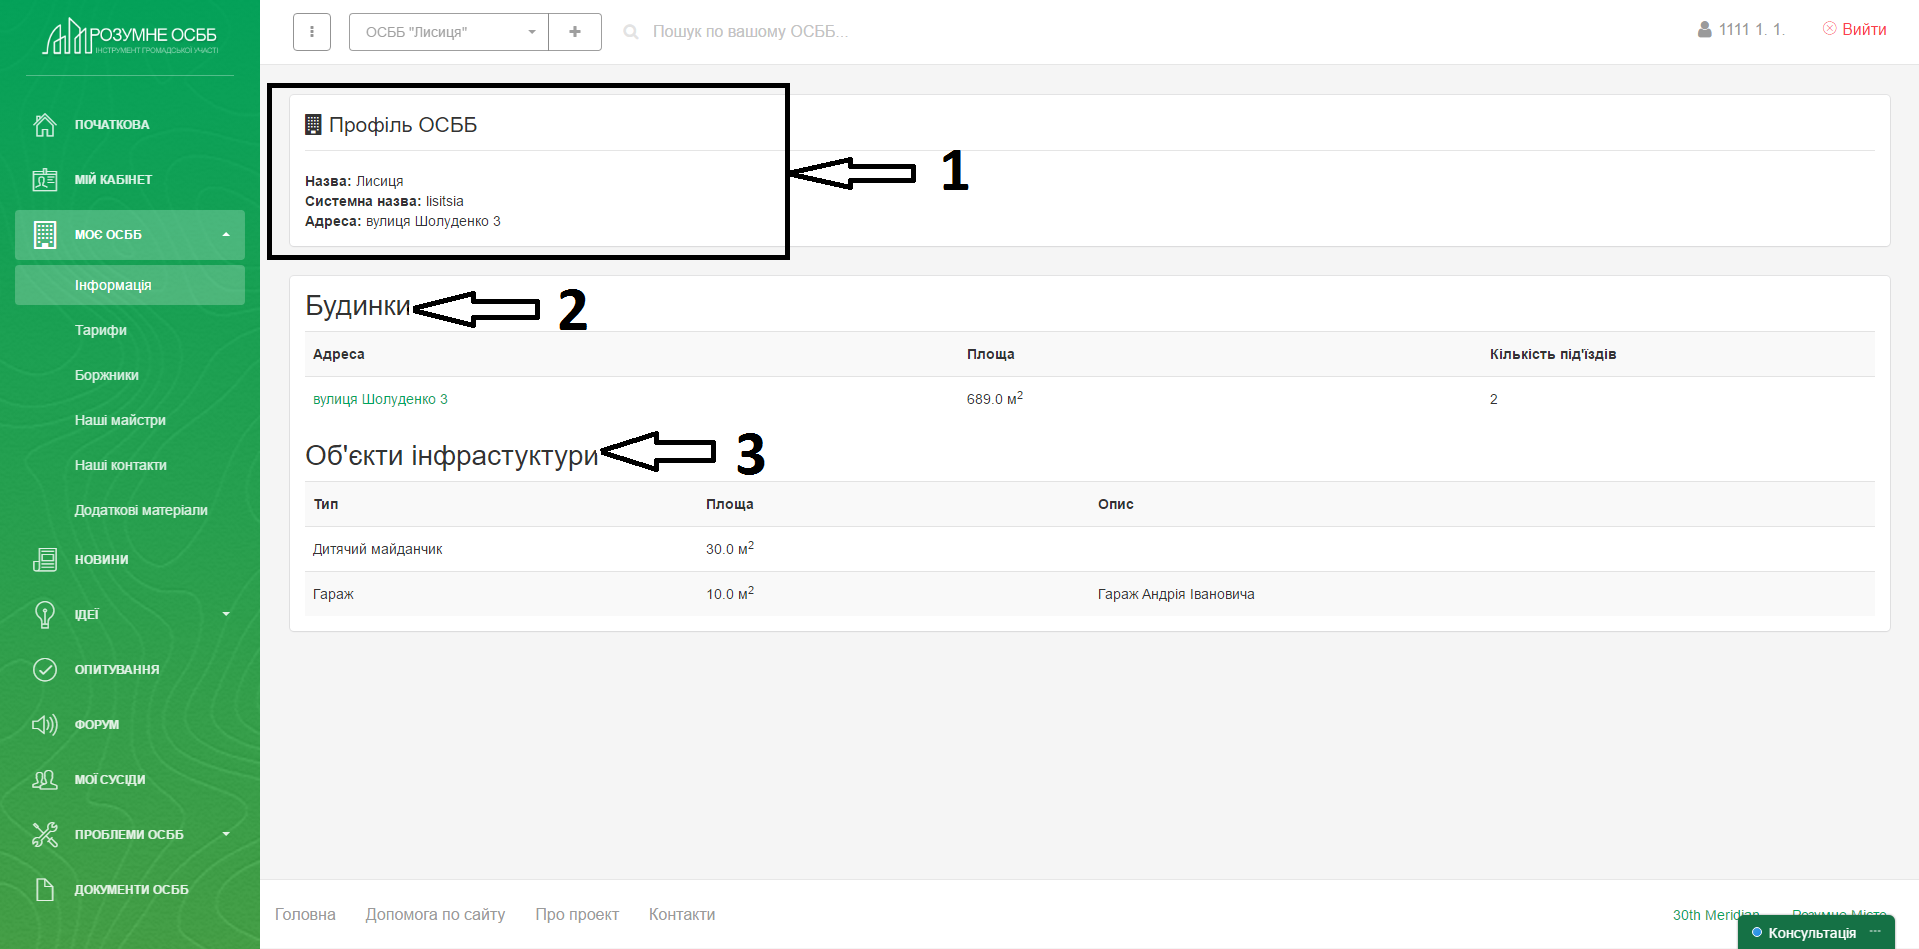 РОЗУМНЕ ОСББ
ІНСТРУМЕНТ ГРОМАДСЬКОЇ УЧАСТІ
ПОЧАТКОВА
МІЙ КАБІНЕТ
МОЄ ОСББ
Інформація
Тарифи
Боржники
Наші майстри
Наші контакти
Додаткові матеріали
НОВИНИ
ІДЕЇ
ОПИТУВАННЯ
ФОРУМ
МОЇ СУСІДИ
ПРОБЛЕМИ ОСББ
ДОКУМЕНТИ ОСББ
ОСББ "Лисиця"
+
Пошук по вашому ОСББ...
1111 1. 1.
Вийти
Профіль ОСББ
Назва: Лисиця
Системна назва: lisitsia
Адреса: вулиця Шолуденко 3
1
Будинки
2
Адреса Площа Кількість під'їздів
вулиця Шолуденко 3 689.0 м2 2
Об'єкти інфрастуктури
3
Тип Площа Опис
Дитячий майданчик 30.0 м2
Гараж 10.0 м2 Гараж Андрія Івановича
Головна Допомога по сайту Про проект Контакти
30th Meridian Розумне Місто
Консультація